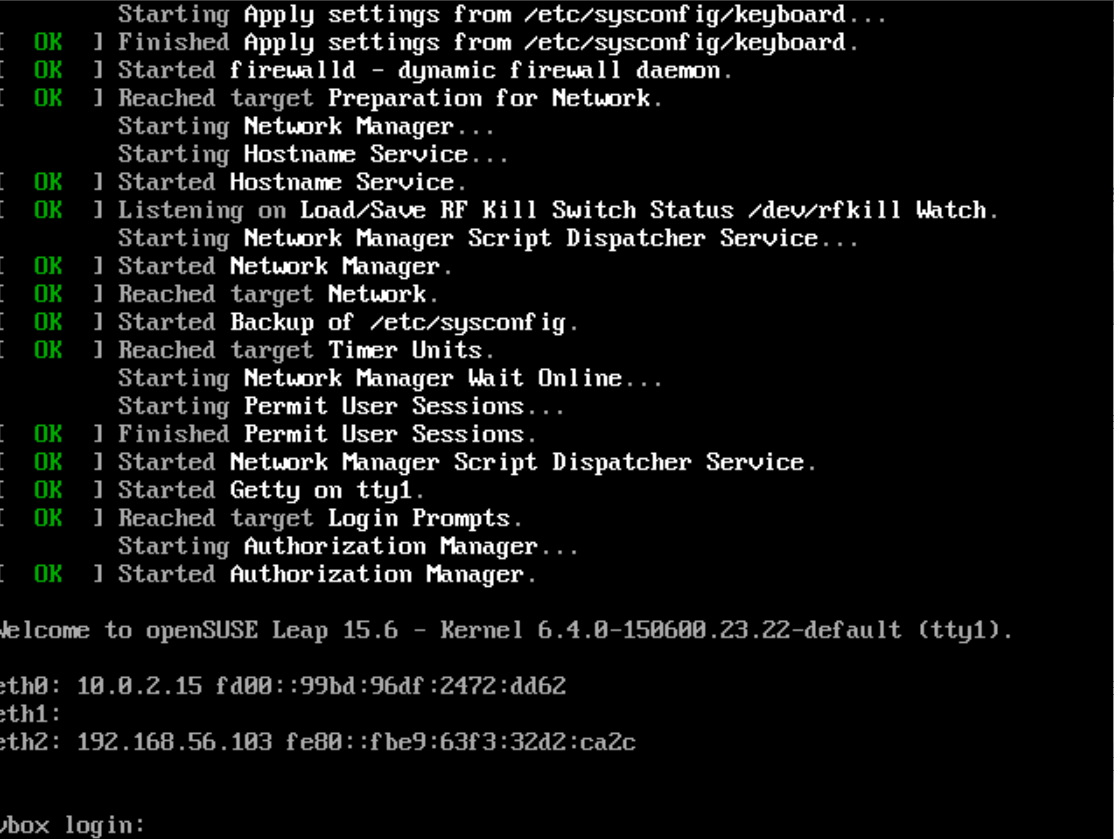 Starting Apply settings from /etc/sysconfig/keyboard...
[  OK  ] Finished Apply settings from /etc/sysconfig/keyboard.
[  OK  ] Started firewalld - dynamic firewall daemon.
[  OK  ] Reached target Preparation for Network.
Starting Network Manager...
Starting Hostname Service...
[  OK  ] Started Hostname Service.
[  OK  ] Listening on Load/Save RF Kill Switch Status /dev/rfkill Watch.
Starting Network Manager Script Dispatcher Service...
[  OK  ] Started Network Manager.
[  OK  ] Reached target Network.
[  OK  ] Started Backup of /etc/sysconfig.
[  OK  ] Reached target Timer Units.
Starting Network Manager Wait Online...
Starting Permit User Sessions...
[  OK  ] Finished Permit User Sessions.
[  OK  ] Started Network Manager Script Dispatcher Service.
[  OK  ] Started Getty on tty1.
[  OK  ] Reached target Login Prompts.
Starting Authorization Manager...
[  OK  ] Started Authorization Manager.
Welcome to openSUSE Leap 15.6 - Kernel 6.4.0-150600.23.22-default (tty1).
eth0: 10.0.2.15 fd00::99bd:96df:2472:dd62
eth1:
eth2: 192.168.56.103 fe80::fbe9:63f3:32d2:ca2c
vbox login: